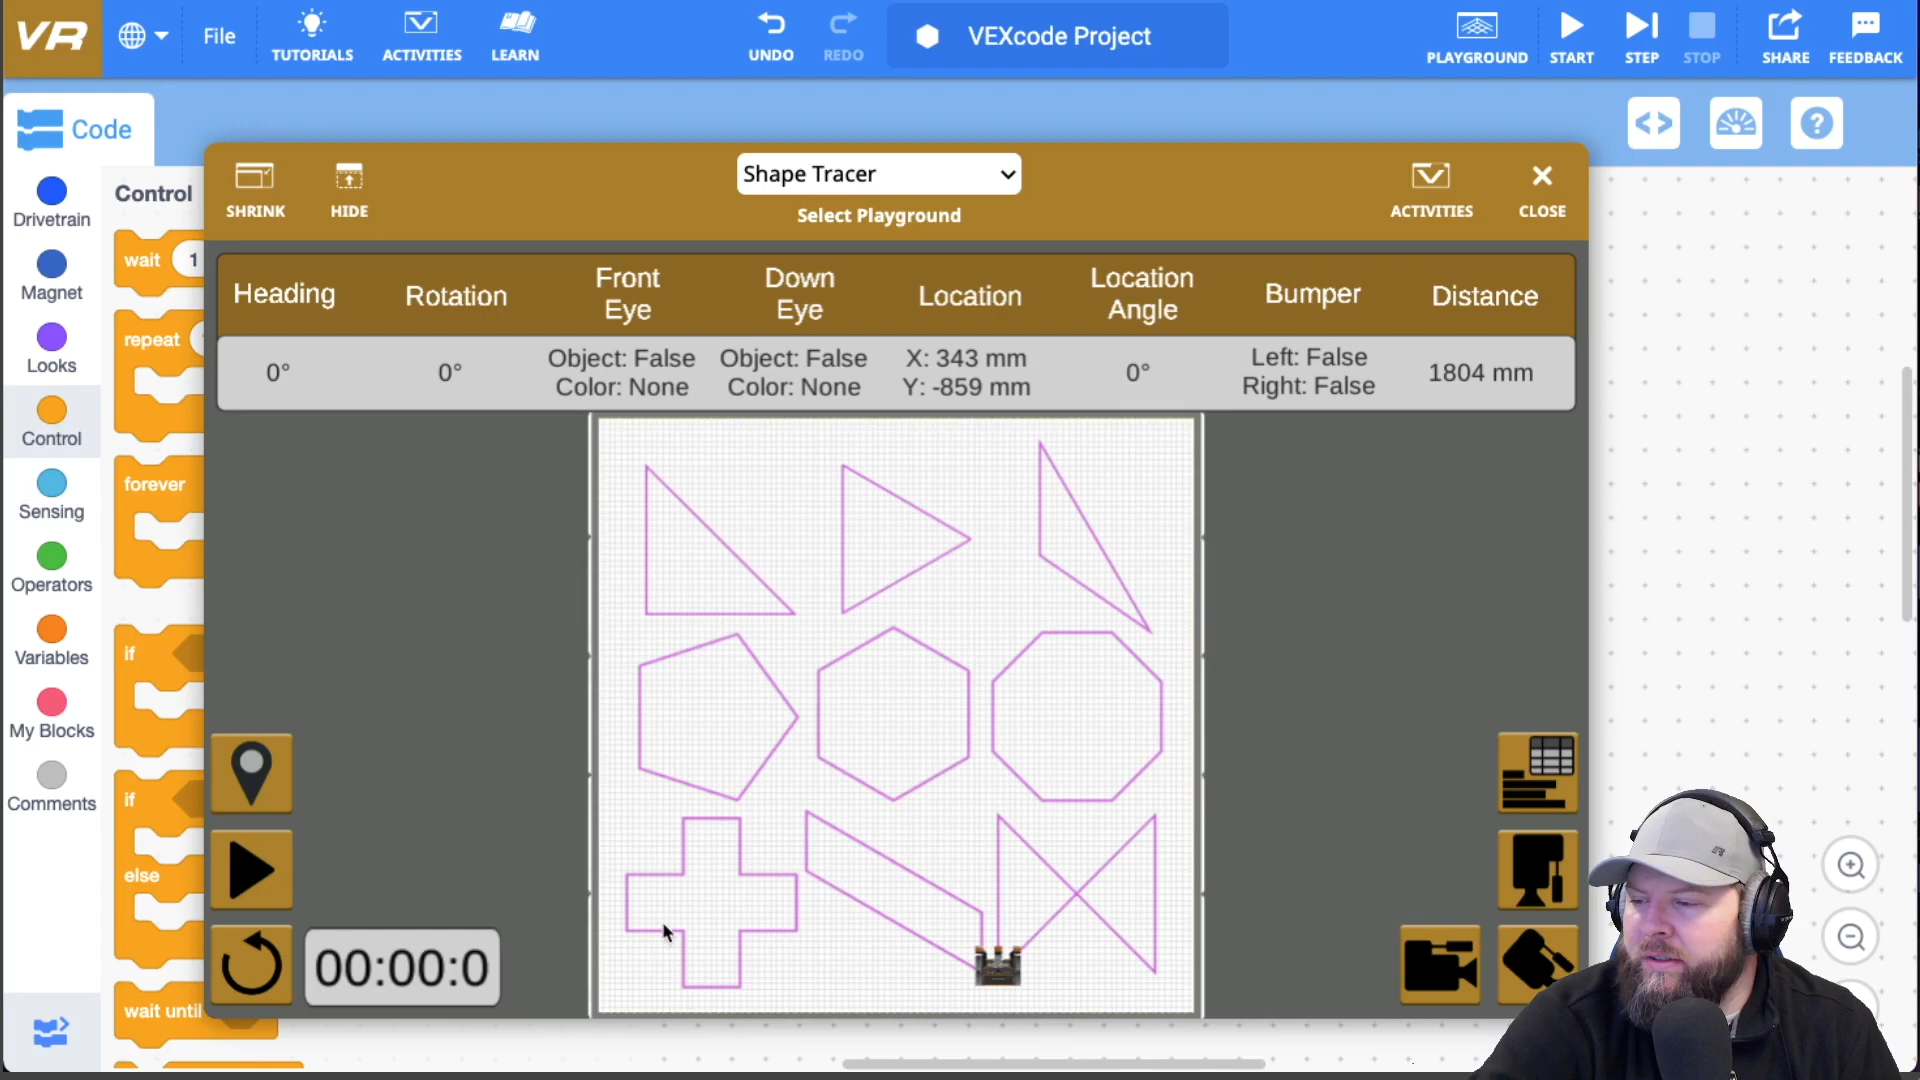 VR
File
TUTORIALS
ACTIVITIES
LEARN
UNDO
REDO
VEXcode Project
PLAYGROUND
START
STEP
STOP
SHARE
FEEDBACK
Code
Drivetrain
Magnet
Looks
Control
Sensing
Operators
Variables
My Blocks
Comments
Control
wait 1
repeat
forever
if
if
else
wait until
SHRINK
HIDE
Shape Tracer
Select Playground
ACTIVITIES
CLOSE
Heading
Rotation
Front
Eye
Down
Eye
Location
Location
Angle
Bumper
Distance
0°
0°
Object: False
Color: None
Object: False
Color: None
X: 343 mm
Y: -859 mm
0°
Left: False
Right: False
1804 mm
00:00:0